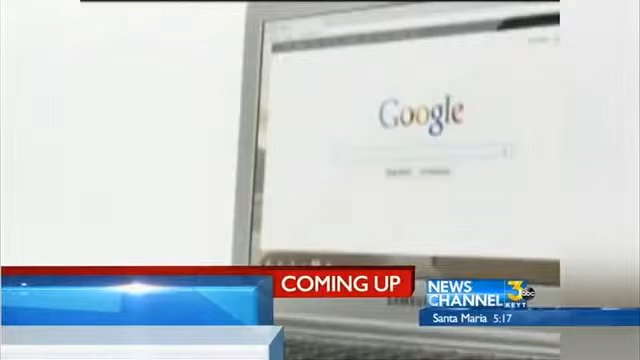 Google
COMING UP
NEWS
CHANNEL 3 abc
KEYT
Santa Maria 5:17